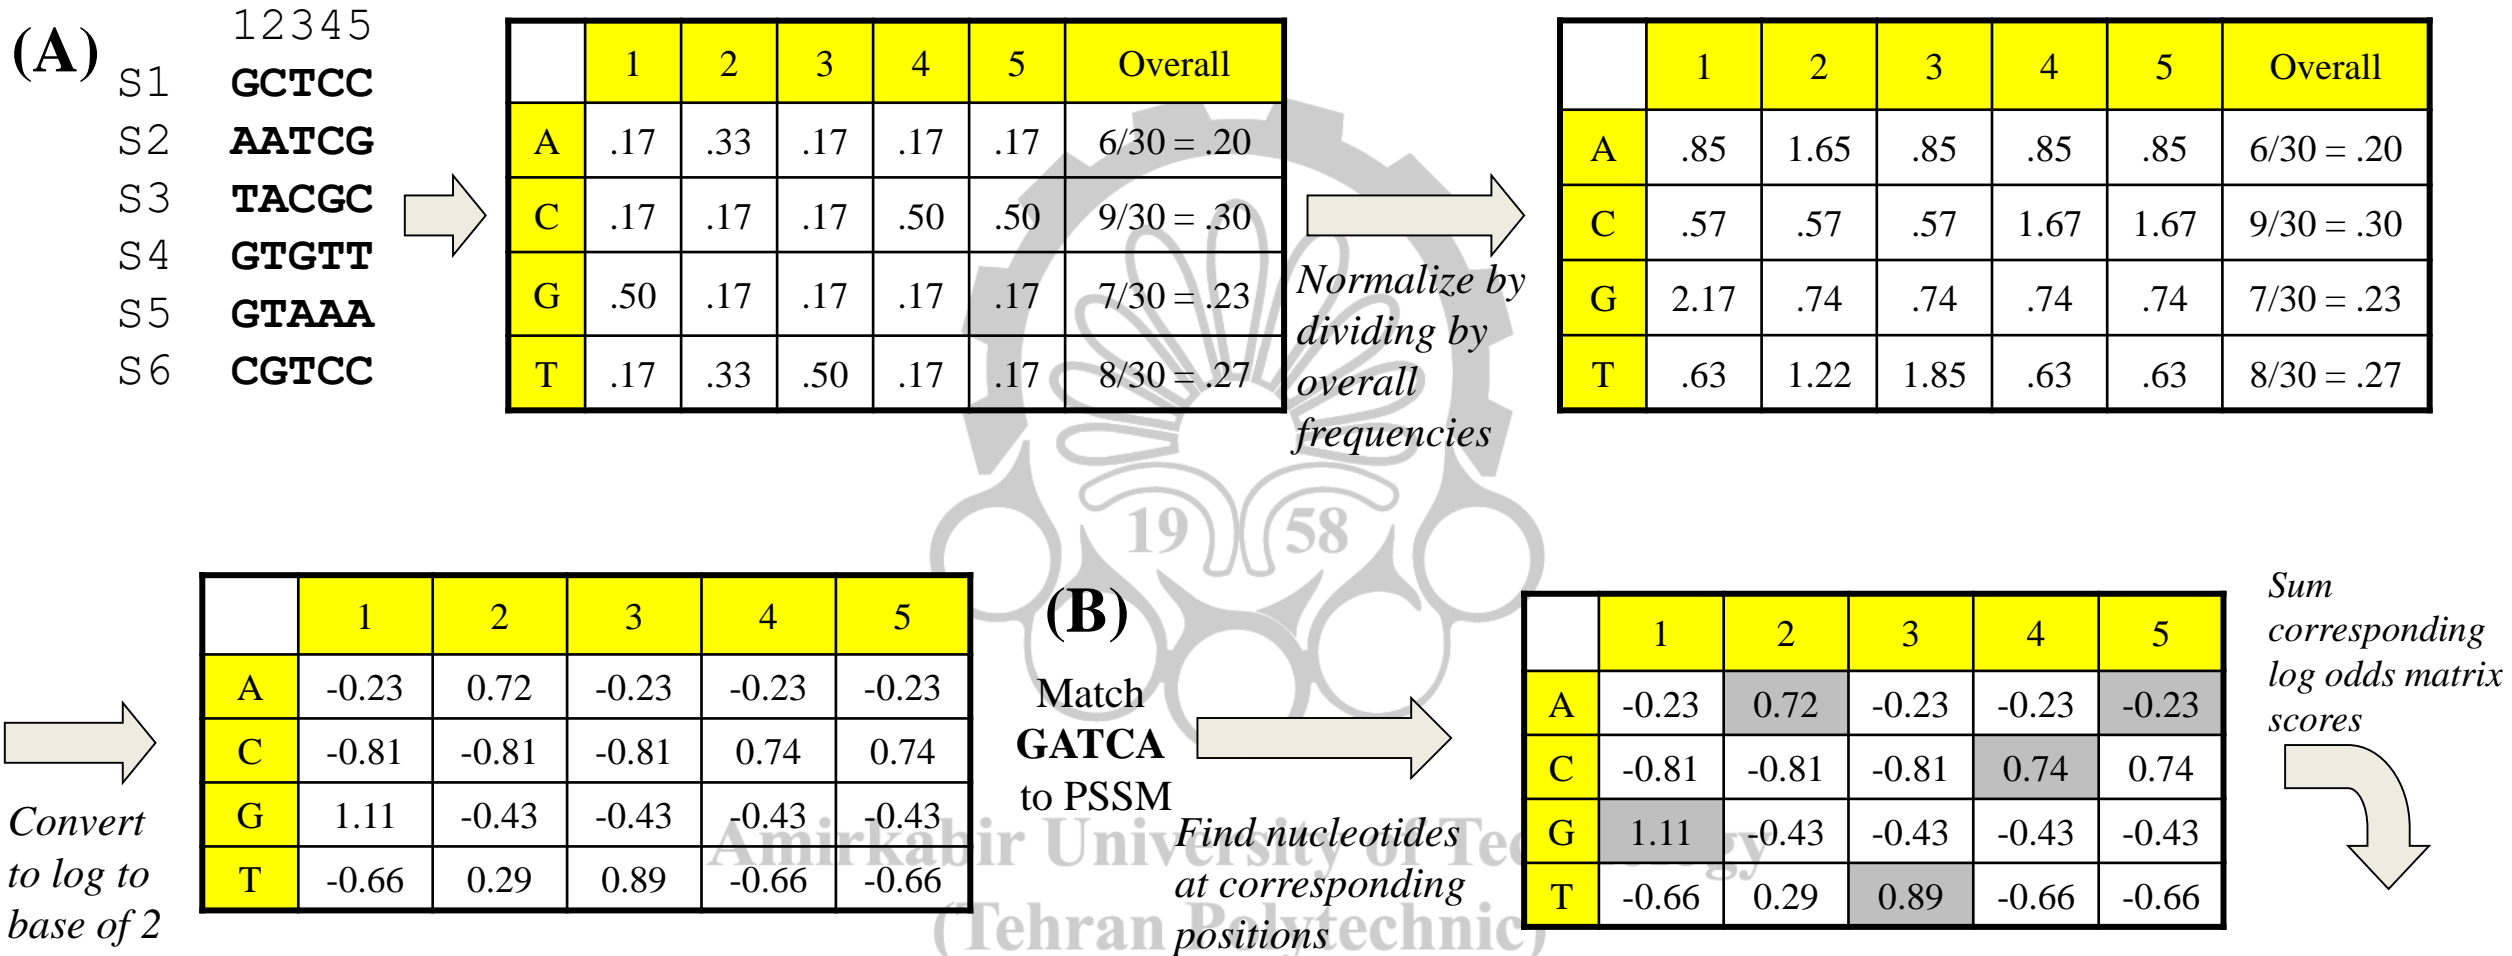 (A)
12345
S1 GCTCC
S2 AATCG
S3 TACGC
S4 GTGTT
S5 GTAAA
S6 CGTCC
1 2 3 4 5 Overall
A .17 .33 .17 .17 .17 6/30 = .20
C .17 .17 .17 .50 .50 9/30 = .30
G .50 .17 .17 .17 .17 7/30 = .23
T .17 .33 .50 .17 .17 8/30 = .27
Normalize by
dividing by
overall
frequencies
1 2 3 4 5 Overall
A .85 1.65 .85 .85 .85 6/30 = .20
C .57 .57 .57 1.67 1.67 9/30 = .30
G 2.17 .74 .74 .74 .74 7/30 = .23
T .63 1.22 1.85 .63 .63 8/30 = .27
19 58
Convert
to log to
base of 2
1 2 3 4 5
A -0.23 0.72 -0.23 -0.23 -0.23
C -0.81 -0.81 -0.81 0.74 0.74
G 1.11 -0.43 -0.43 -0.43 -0.43
T -0.66 0.29 0.89 -0.66 -0.66
(B)
Match
GATCA
to PSSM
Find nucleotides
at corresponding
positions
1 2 3 4 5
A -0.23 0.72 -0.23 -0.23 -0.23
C -0.81 -0.81 -0.81 0.74 0.74
G 1.11 -0.43 -0.43 -0.43 -0.43
T -0.66 0.29 0.89 -0.66 -0.66
Sum
corresponding
log odds matrix
scores
Amirkabir University of Technology
(Tehran Polytechnic)